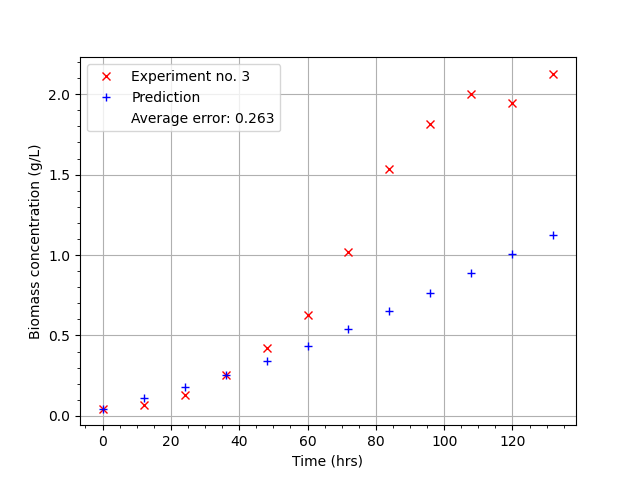 Experiment no. 3
Prediction
Average error: 0.263
Biomass concentration (g/L)
2.0
1.5
1.0
0.5
0.0
0 20 40 60 80 100 120
Time (hrs)